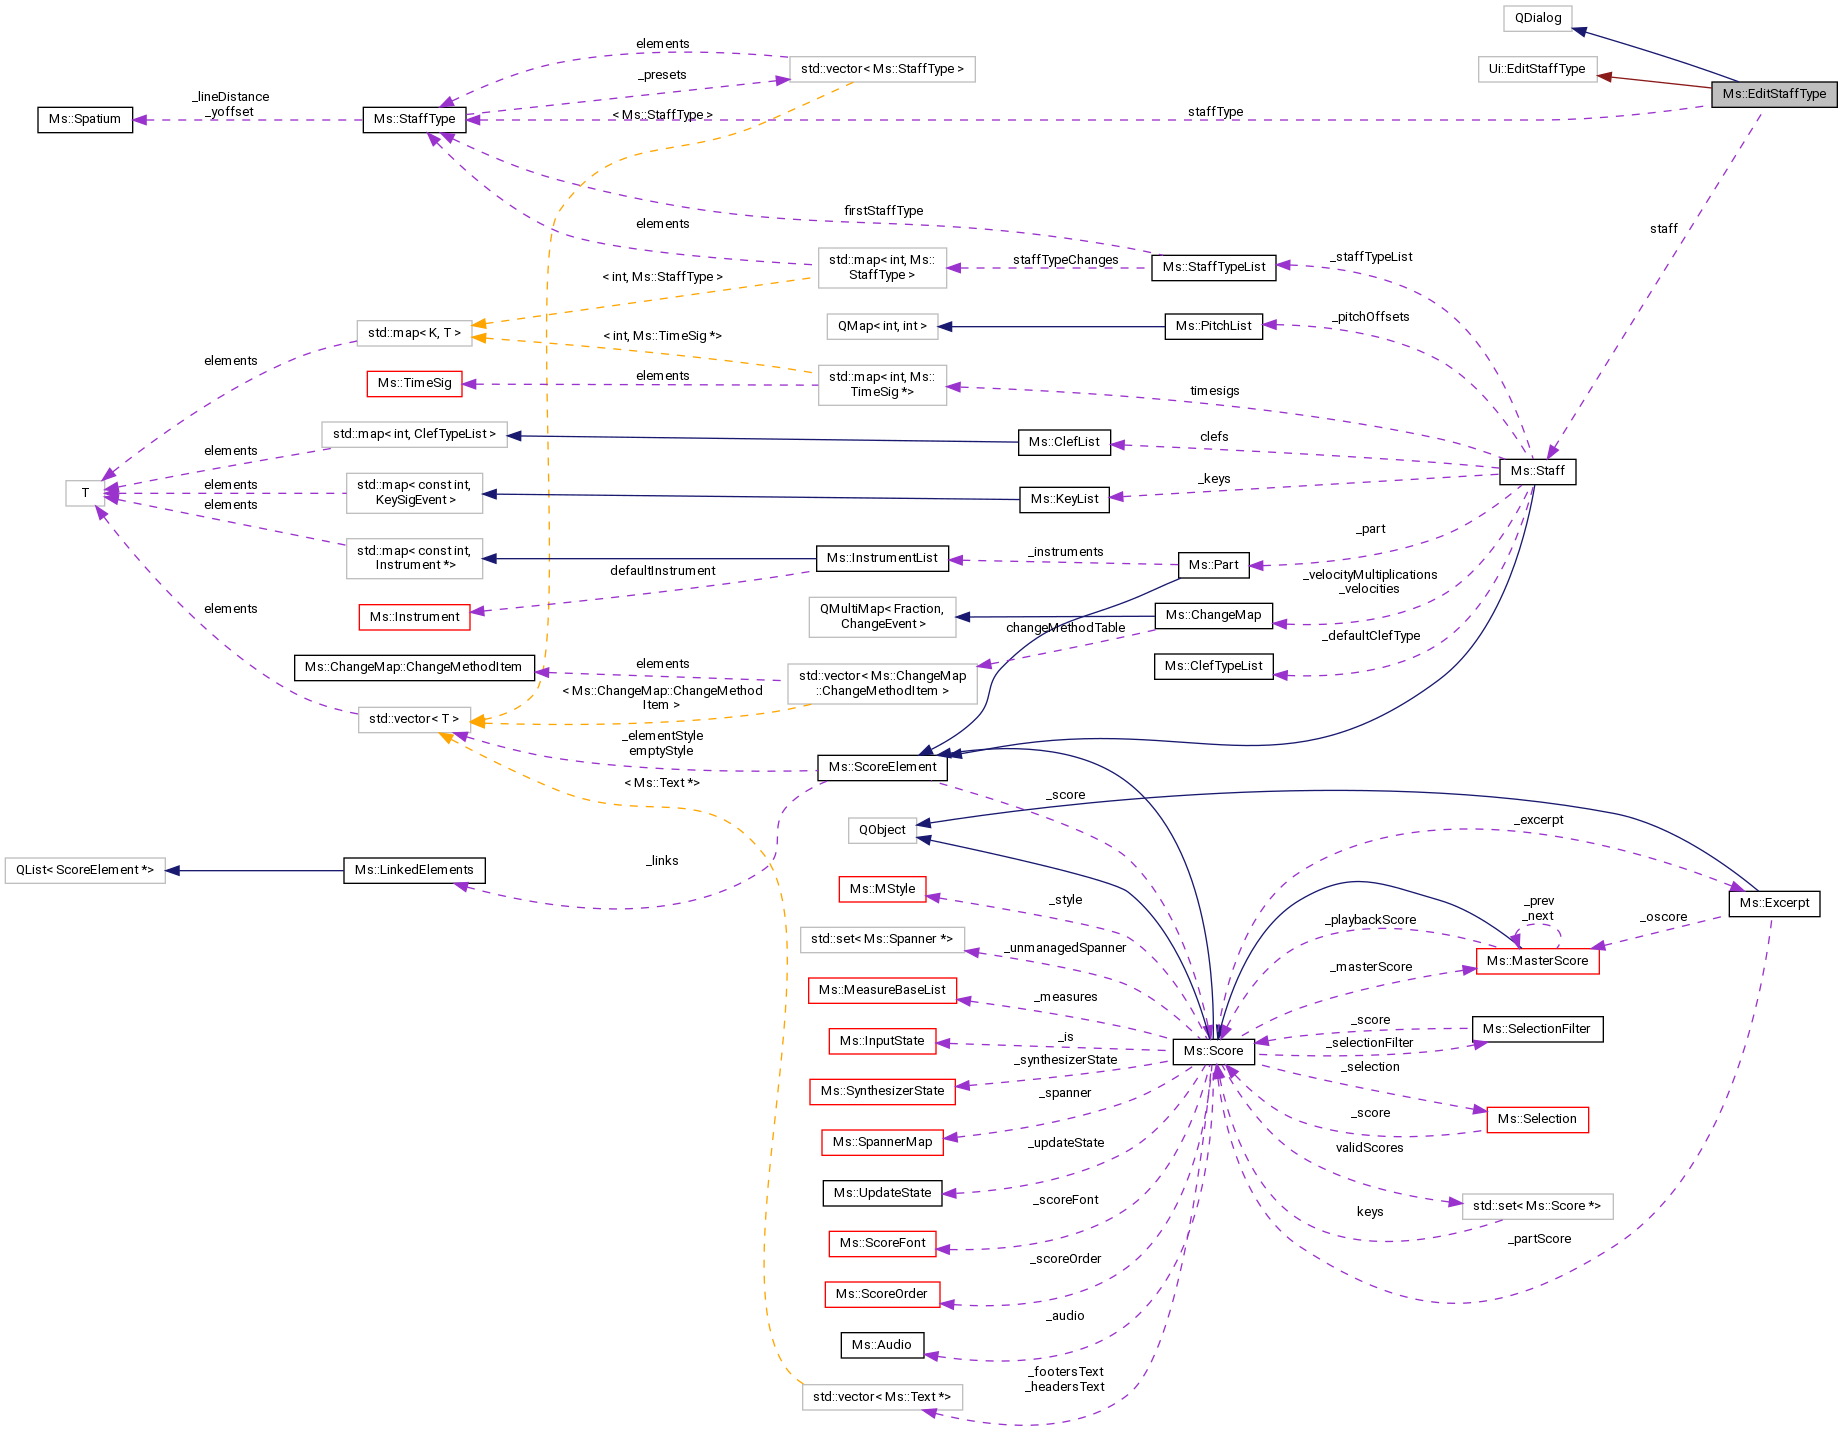 QDialog
elements
_presets
std::vector< Ms::StaffType >
Ui::EditStaffType
Ms::EditStaffType
_lineDistance
_yoffset
Ms::Spatium
Ms::StaffType
< Ms::StaffType >
staffType
firstStaffType
elements
staff
std::map< int, Ms::
StaffType >
staffTypeChanges
Ms::StaffTypeList
_staffTypeList
< int, Ms::StaffType >
std::map< K, T >
QMap< int, int >
Ms::PitchList
_pitchOffsets
< int, Ms::TimeSig *>
elements
Ms::TimeSig
elements
std::map< int, Ms::
TimeSig *>
timesigs
std::map< int, ClefTypeList >
Ms::ClefList
clefs
elements
Ms::Staff
T
elements
std::map< const int,
KeySigEvent >
Ms::KeyList
_keys
elements
_part
std::map< const int,
Instrument *>
Ms::InstrumentList
_instruments
Ms::Part
defaultInstrument
_velocityMultiplications
_velocities
elements
Ms::Instrument
QMultiMap< Fraction,
ChangeEvent >
Ms::ChangeMap
changeMethodTable
_defaultClefType
Ms::ChangeMap::ChangeMethodItem
elements
std::vector< Ms::ChangeMap
::ChangeMethodItem >
Ms::ClefTypeList
< Ms::ChangeMap::ChangeMethod
Item >
std::vector< T >
_elementStyle
emptyStyle
Ms::ScoreElement
< Ms::Text *>
_score
QObject
_excerpt
QList< ScoreElement *>
Ms::LinkedElements
_links
Ms::MStyle
_style
_playbackScore
_prev
_next
_oscore
Ms::Excerpt
std::set< Ms::Spanner *>
_unmanagedSpanner
Ms::MasterScore
_masterScore
Ms::MeasureBaseList
_measures
_score
Ms::SelectionFilter
Ms::InputState
_is
Ms::Score
_selectionFilter
_synthesizerState
_selection
Ms::SynthesizerState
_spanner
_score
Ms::Selection
Ms::SpannerMap
_updateState
validScores
Ms::UpdateState
_scoreFont
keys
std::set< Ms::Score *>
Ms::ScoreFont
_scoreOrder
_partScore
Ms::ScoreOrder
_audio
Ms::Audio
_footersText
_headersText
std::vector< Ms::Text *>